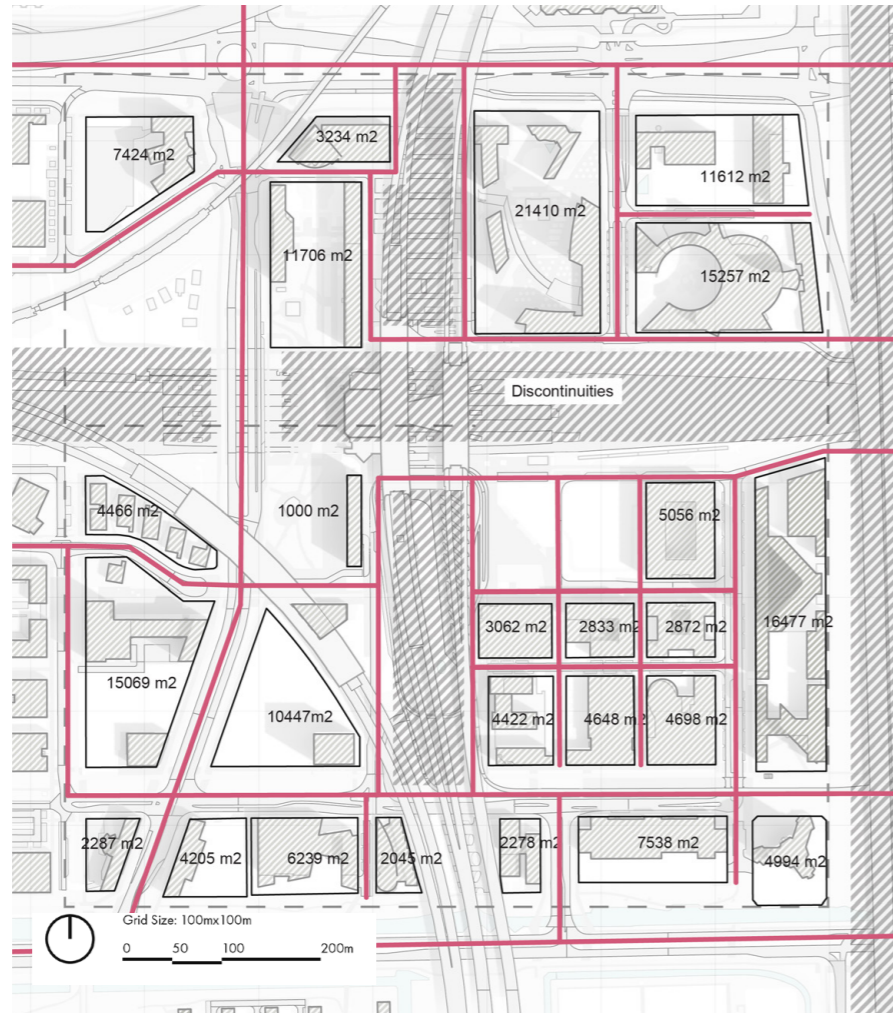 3234 m2
7424 m2
11612 m2
21410 m2
11706 m2
15257 m2
Discontinuities
4466 m2
1000 m2
5056 m2
3062 m2
2833 m2
2872 m2
16477 m2
15069 m2
10447m2
4422 m2
4648 m2
4698 m2
2287 m2
4205 m2
6239 m2
2045 m2
2278 m2
7538 m2
4994 m2
Grid Size: 100mx100m
0 50 100 200m